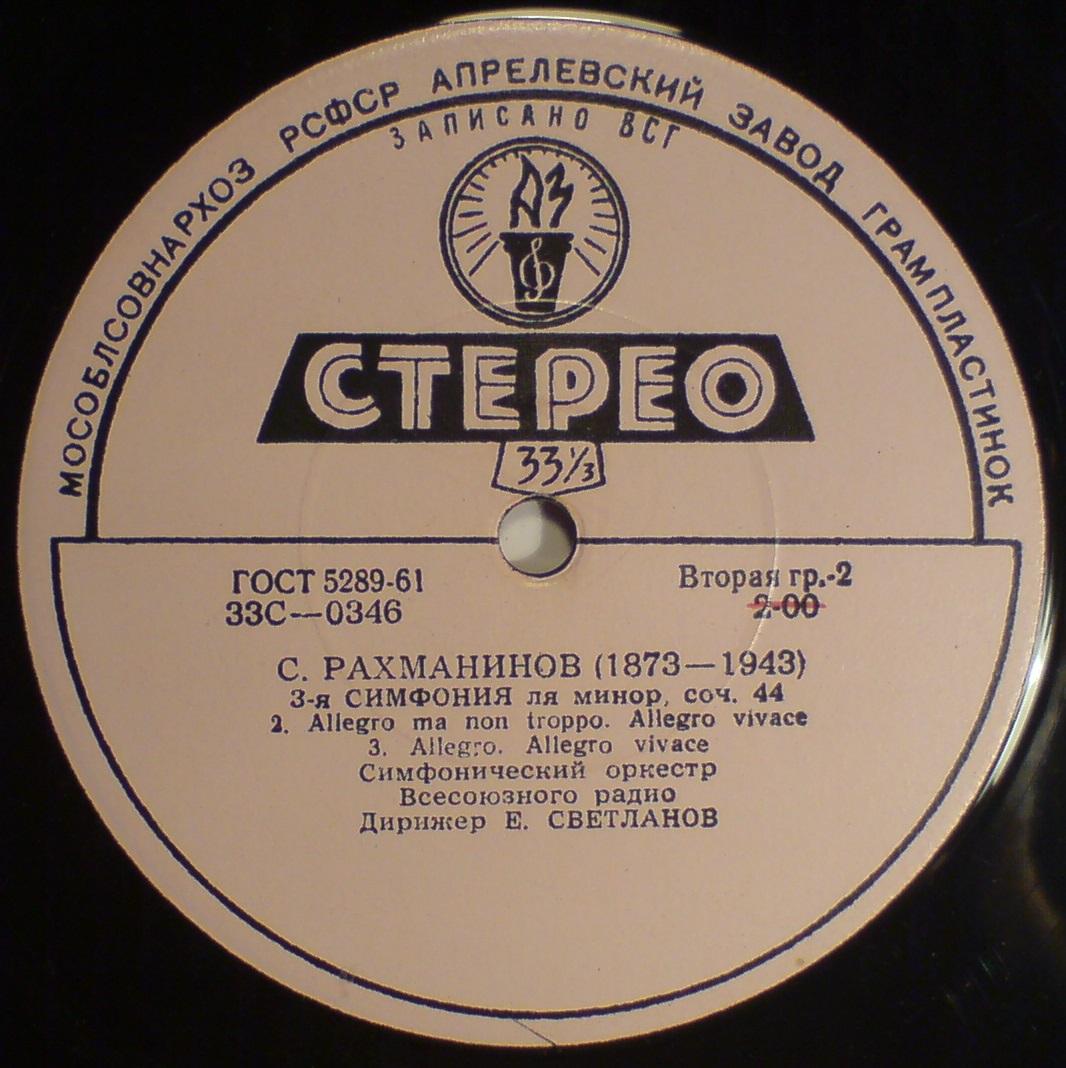 МОСОБЛСОВНАРХОЗ РСФСР АПРЕЛЕВСКИЙ ЗАВОД ГРАМПЛАСТИНОК
ЗАПИСАНО ВСГ
АЗ
СТЕРЕО
33⅓
ГОСТ 5289-61
33С—0346
Вторая гр.-2
2-00
С. РАХМАНИНОВ (1873—1943)
3-я СИМФОНИЯ ля минор, соч. 44
2. Allegro ma non troppo. Allegro vivace
3. Allegro. Allegro vivace
Симфонический оркестр
Всесоюзного радио
Дирижер Е. СВЕТЛАНОВ